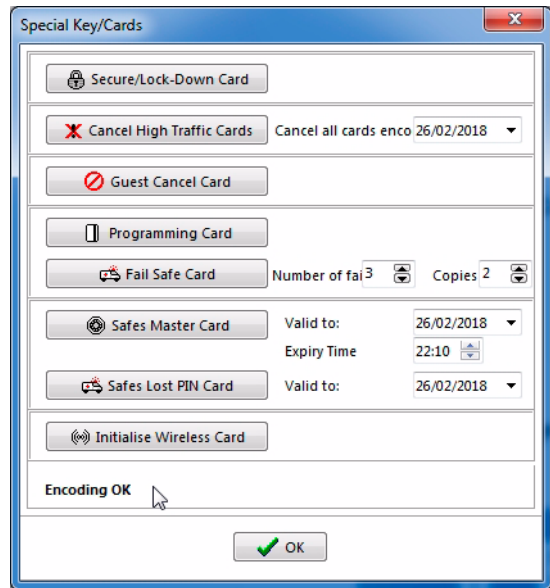 Special Key/Cards
Secure/Lock-Down Card
Cancel High Traffic Cards Cancel all cards enco 26/02/2018
Guest Cancel Card
Programming Card
Fail Safe Card Number of fai 3 Copies 2
Safes Master Card Valid to: 26/02/2018
Expiry Time 22:10
Safes Lost PIN Card Valid to: 26/02/2018
Initialise Wireless Card
Encoding OK
OK